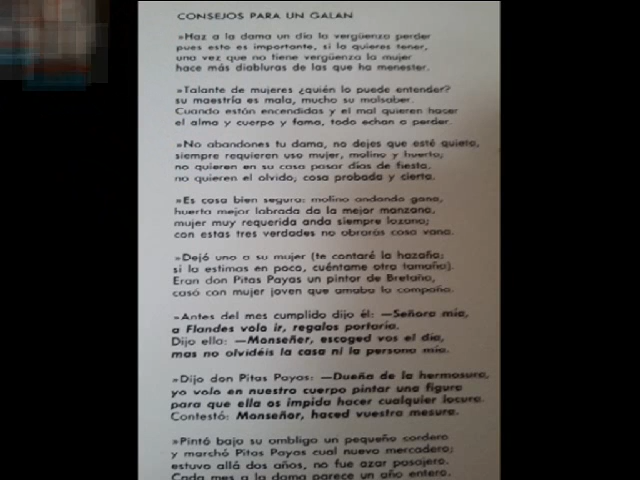 CONSEJOS PARA UN GALAN
»Haz a la dama un día la vergüenza perder
pues esto es importante, si la quieres tener,
una vez que no tiene vergüenza la mujer
hace más diabluras de las que ha menester.
»Talante de mujeres ¿quién lo puede entender?
su maestría es mala, mucho su malsaber.
Cuando están encendidas y el mal quieren hacer
el alma y cuerpo y fama, todo echan a perder.
»No abandones tu dama, no dejes que esté quieta,
siempre requieren uso mujer, molino y huerta;
no quieren en su casa pasar días de fiesta,
no quieren el olvido; cosa probada y cierta.
»Es cosa bien segura: molino andando gana,
huerta mejor labrada da la mejor manzana,
mujer muy requerida anda siempre lozana;
con estas tres verdades no obrarás cosa vana.
»Dejó uno a su mujer (te contaré la hazaña;
si la estimas en poco, cuéntame otra tamaña).
Eran don Pitas Payas un pintor de Bretaña,
casó con mujer joven que amaba la compaña.
»Antes del mes cumplido dijo él: —Señora mía,
a Flandes volo ir, regalos portaría.
Dijo ella: —Monseñer, escoged vos el día,
mas no olvidéis la casa ni la persona mía.
»Dijo don Pitas Payas: —Dueña de la hermosura,
yo volo en nuestro cuerpo pintar una figura
para que ella os impida hacer cualquier locura.
Contestó: Monseñor, haced vuestra mesura.
»Pintó bajo su ombligo un pequeño cordero
y marchó Pitas Payas cual nuevo mercadero;
estuvo allá dos años, no fue azar pasajero.
Cada mes a la dama parece un año entero.